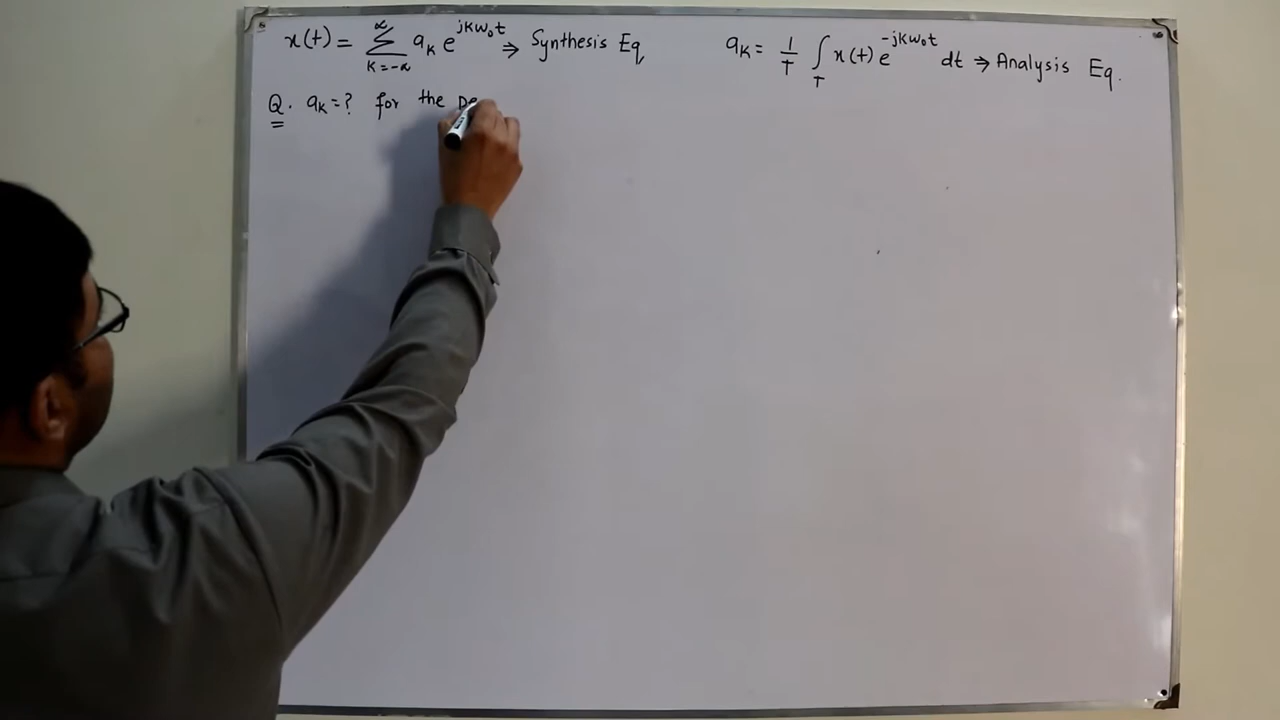 x(t) = ∞ Σ K=-∞ aK e^jKω0t ⇒ Synthesis Eq,
aK = 1/T ∫T x(t) e^-jKω0t dt ⇒ Analysis Eq.
Q. aK = ? for the pe